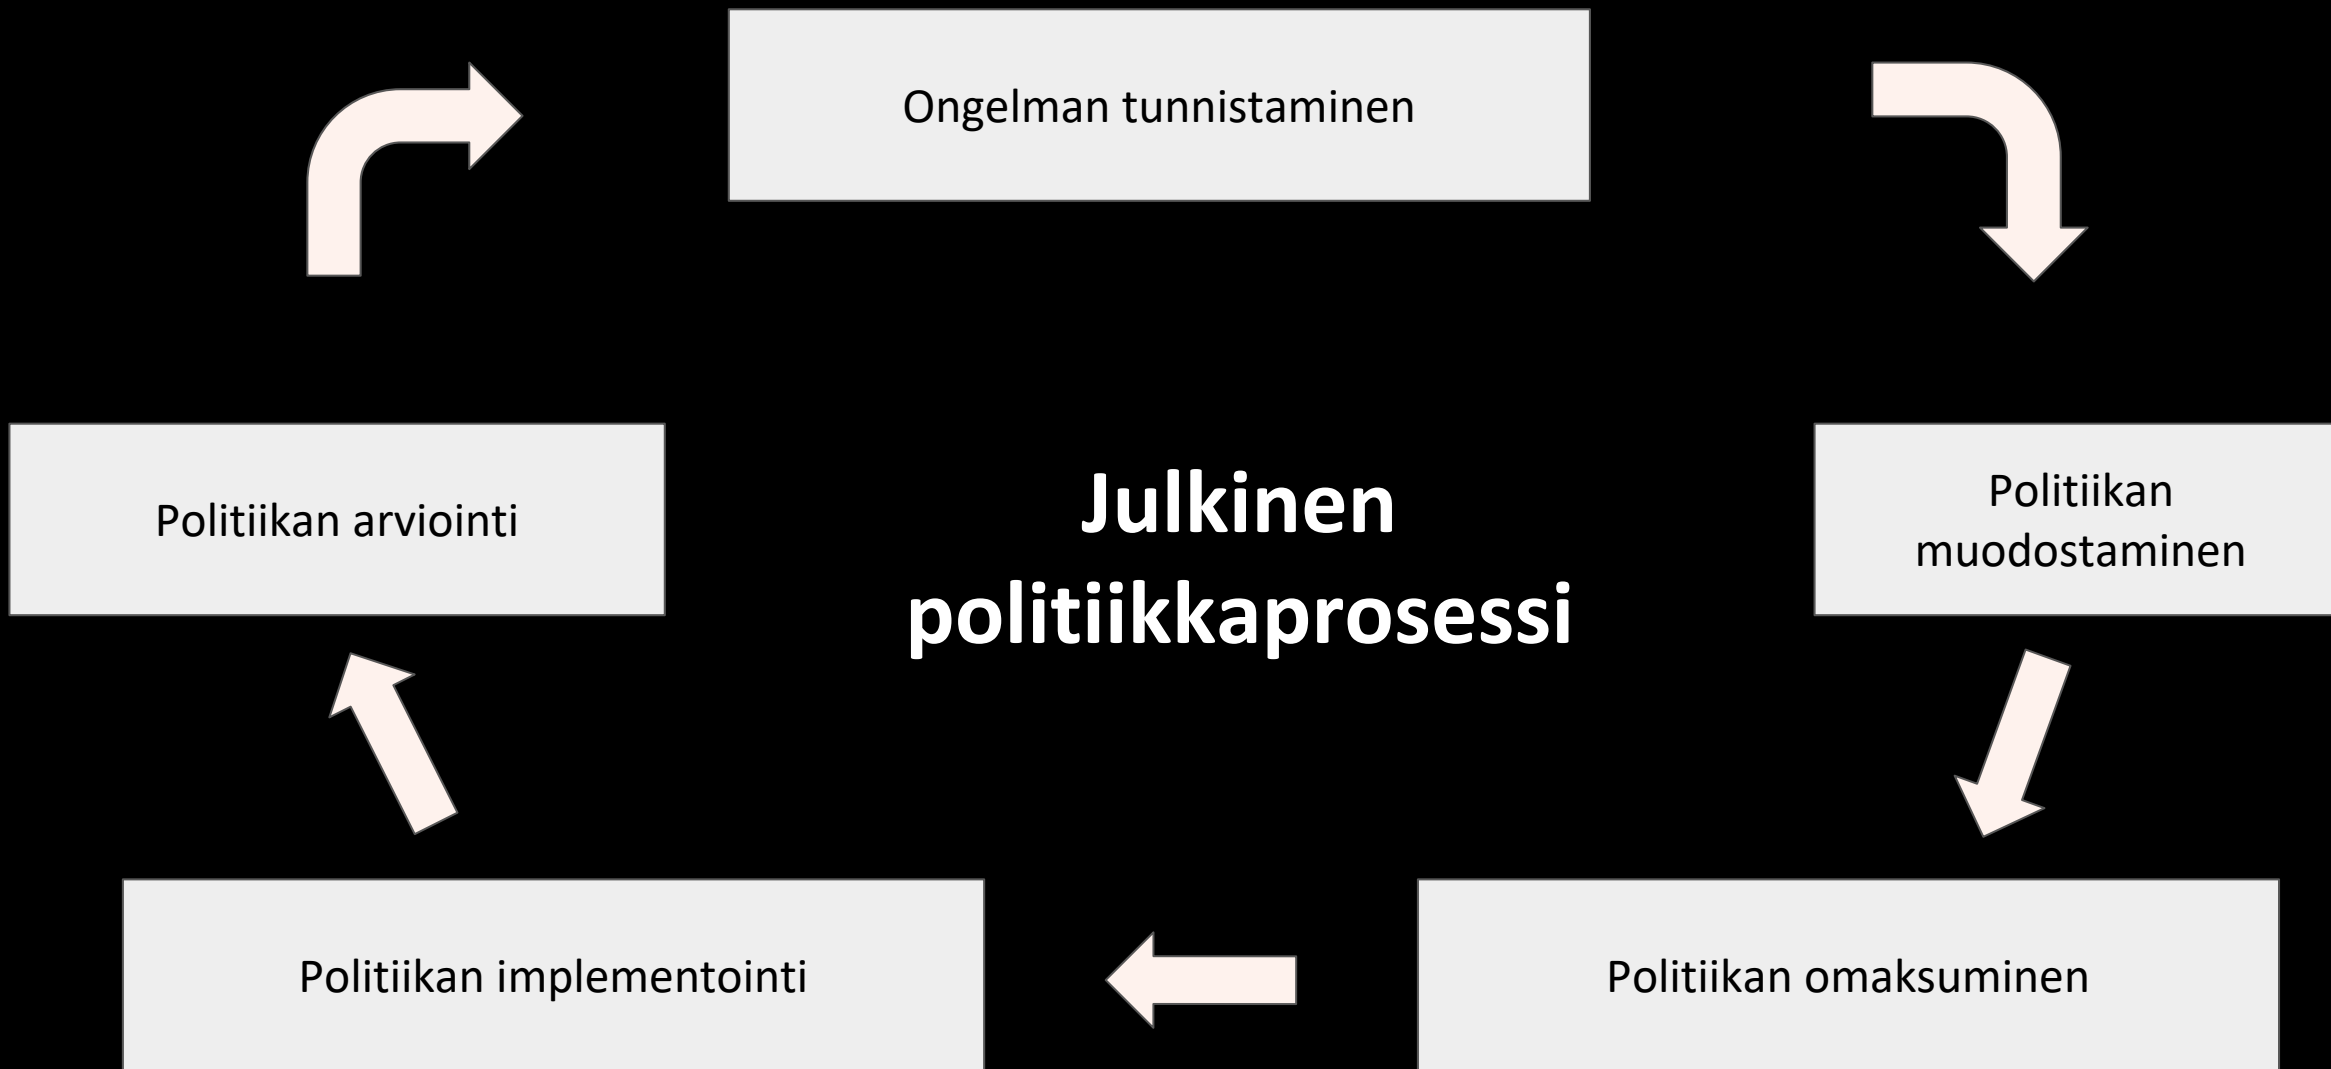 Ongelman tunnistaminen
Politiikan arviointi
Julkinen
politiikkaprosessi
Politiikan
muodostaminen
Politiikan implementointi
Politiikan omaksuminen